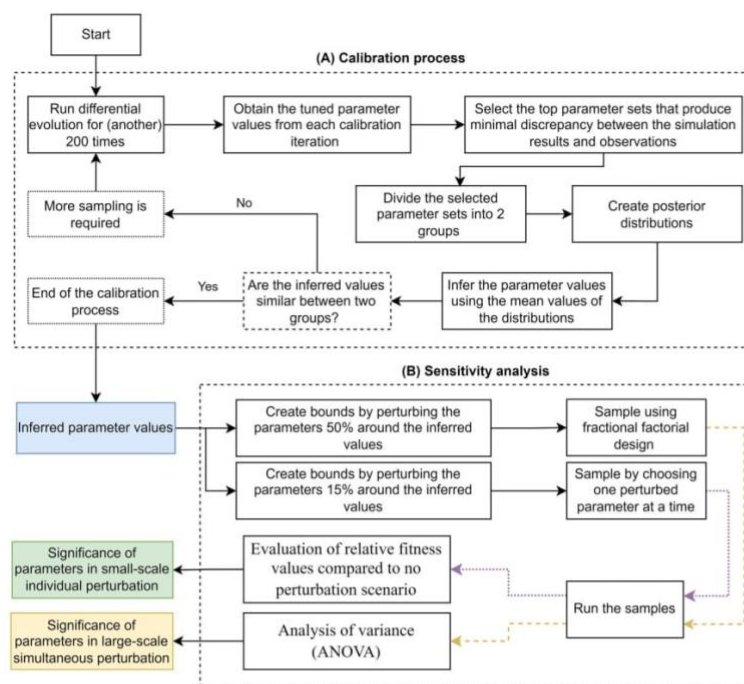 Start
(A) Calibration process
Run differential
evolution for (another)
200 times
Obtain the tuned parameter
values from each calibration
iteration
Select the top parameter sets that produce
minimal discrepancy between the simulation
results and observations
More sampling is
required
No
Divide the selected
parameter sets into 2
groups
Create posterior
distributions
End of the calibration
process
Yes
Are the inferred values
similar between two
groups?
Infer the parameter values
using the mean values of
the distributions
(B) Sensitivity analysis
Inferred parameter values
Create bounds by perturbing the
parameters 50% around the inferred
values
Sample using
fractional factorial
design
Create bounds by perturbing the
parameters 15% around the inferred
values
Sample by choosing
one perturbed
parameter at a time
Significance of
parameters in small-scale
individual perturbation
Evaluation of relative fitness
values compared to no
perturbation scenario
Run the samples
Significance of
parameters in large-scale
simultaneous perturbation
Analysis of variance
(ANOVA)